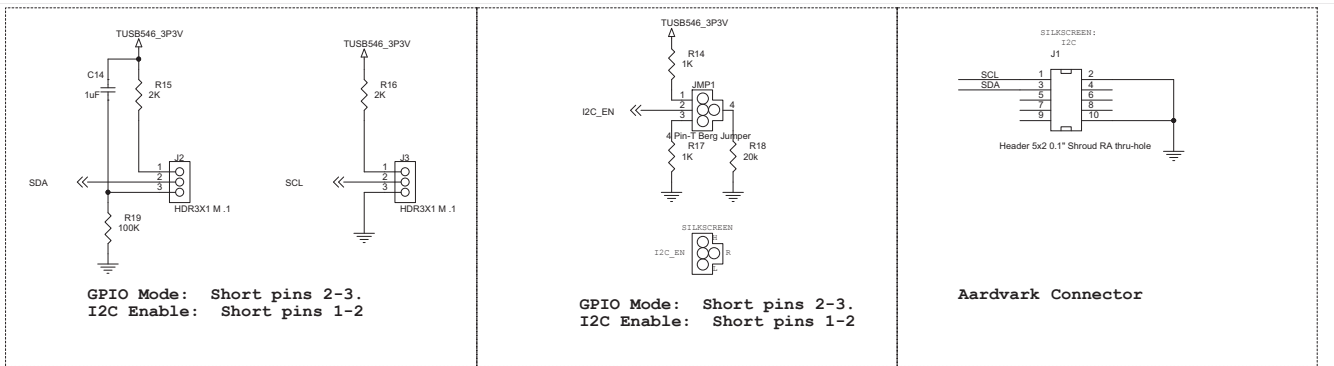 TUSB546_3P3V
C14
1uF
R15
2K
J2
1
2
3
SDA
HDR3X1 M .1
R19
100K
TUSB546_3P3V
R16
2K
J3
1
2
3
SCL
HDR3X1 M .1
GPIO Mode: Short pins 2-3.
I2C Enable: Short pins 1-2
TUSB546_3P3V
R14
1K
JMP1
1
2
3
4
I2C_EN
4 Pin-T Berg Jumper
R17
1K
R18
20k
SILKSCREEN
H
I2C_EN
R
L
GPIO Mode: Short pins 2-3.
I2C Enable: Short pins 1-2
SILKSCREEN:
I2C
J1
SCL 1 2
SDA 3 4
5 6
7 8
9 10
Header 5x2 0.1" Shroud RA thru-hole
Aardvark Connector